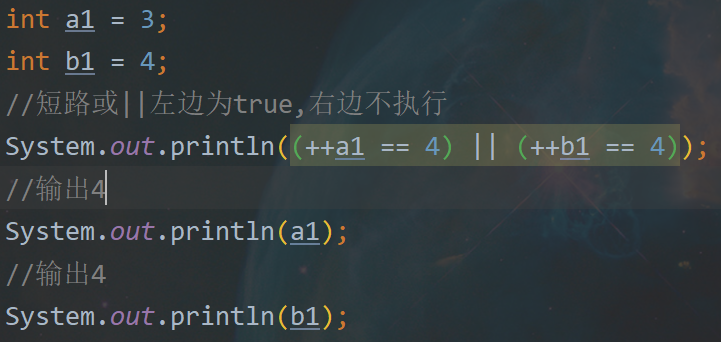 int a1 = 3;
int b1 = 4;
//短路或||左边为true,右边不执行
System.out.println((++a1 == 4) || (++b1 == 4));
//输出4
System.out.println(a1);
//输出4
System.out.println(b1);